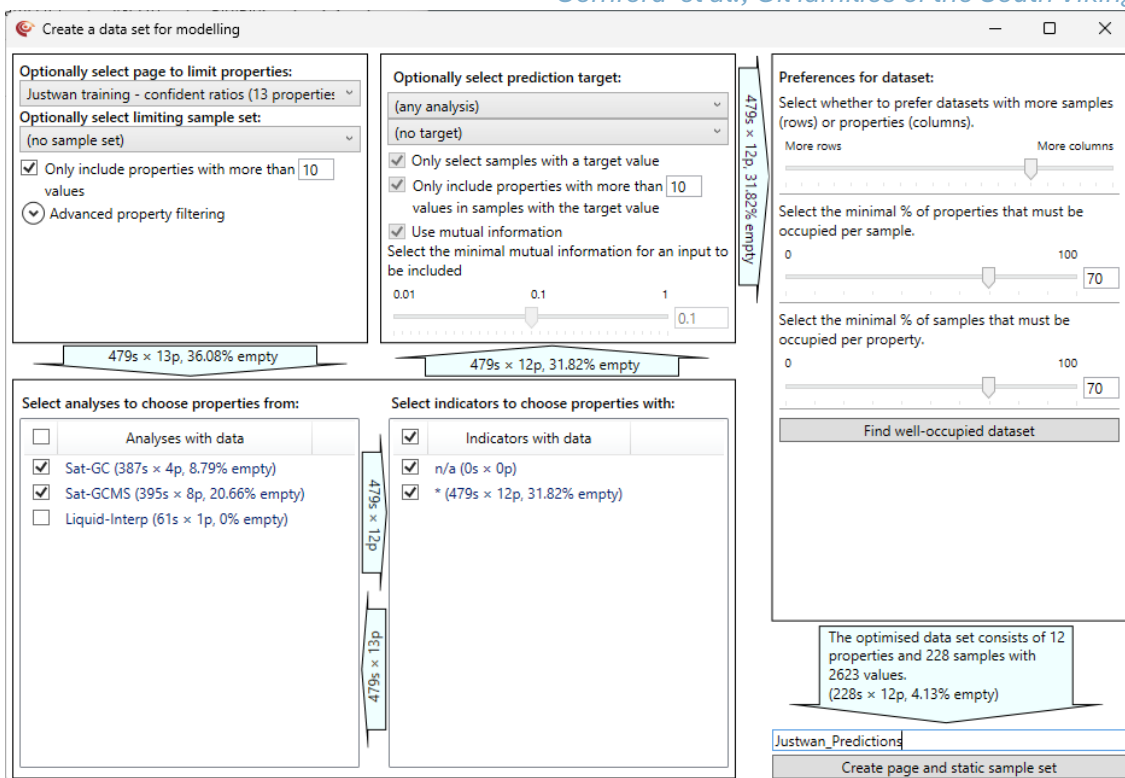 Cornford et al., Oil families of the South Viking
Create a data set for modelling
Optionally select page to limit properties:
Justwan training - confident ratios (13 properties
Optionally select limiting sample set:
(no sample set)
Only include properties with more than 10
values
Advanced property filtering
Optionally select prediction target:
(any analysis)
(no target)
Only select samples with a target value
Only include properties with more than 10
values in samples with the target value
Use mutual information
Select the minimal mutual information for an input to
be included
0.01 0.1 1
0.1
479s × 12p, 31.82% empty
Preferences for dataset:
Select whether to prefer datasets with more samples
(rows) or properties (columns).
More rows More columns
Select the minimal % of properties that must be
occupied per sample.
0 100
70
Select the minimal % of samples that must be
occupied per property.
0 100
70
Find well-occupied dataset
479s × 13p, 36.08% empty
479s × 12p, 31.82% empty
Select analyses to choose properties from:
Analyses with data
Sat-GC (387s × 4p, 8.79% empty)
Sat-GCMS (395s × 8p, 20.66% empty)
Liquid-Interp (61s × 1p, 0% empty)
479s × 12p
479s × 13p
Select indicators to choose properties with:
Indicators with data
n/a (0s × 0p)
* (479s × 12p, 31.82% empty)
The optimised data set consists of 12
properties and 228 samples with
2623 values.
(228s × 12p, 4.13% empty)
Justwan_Predictions
Create page and static sample set